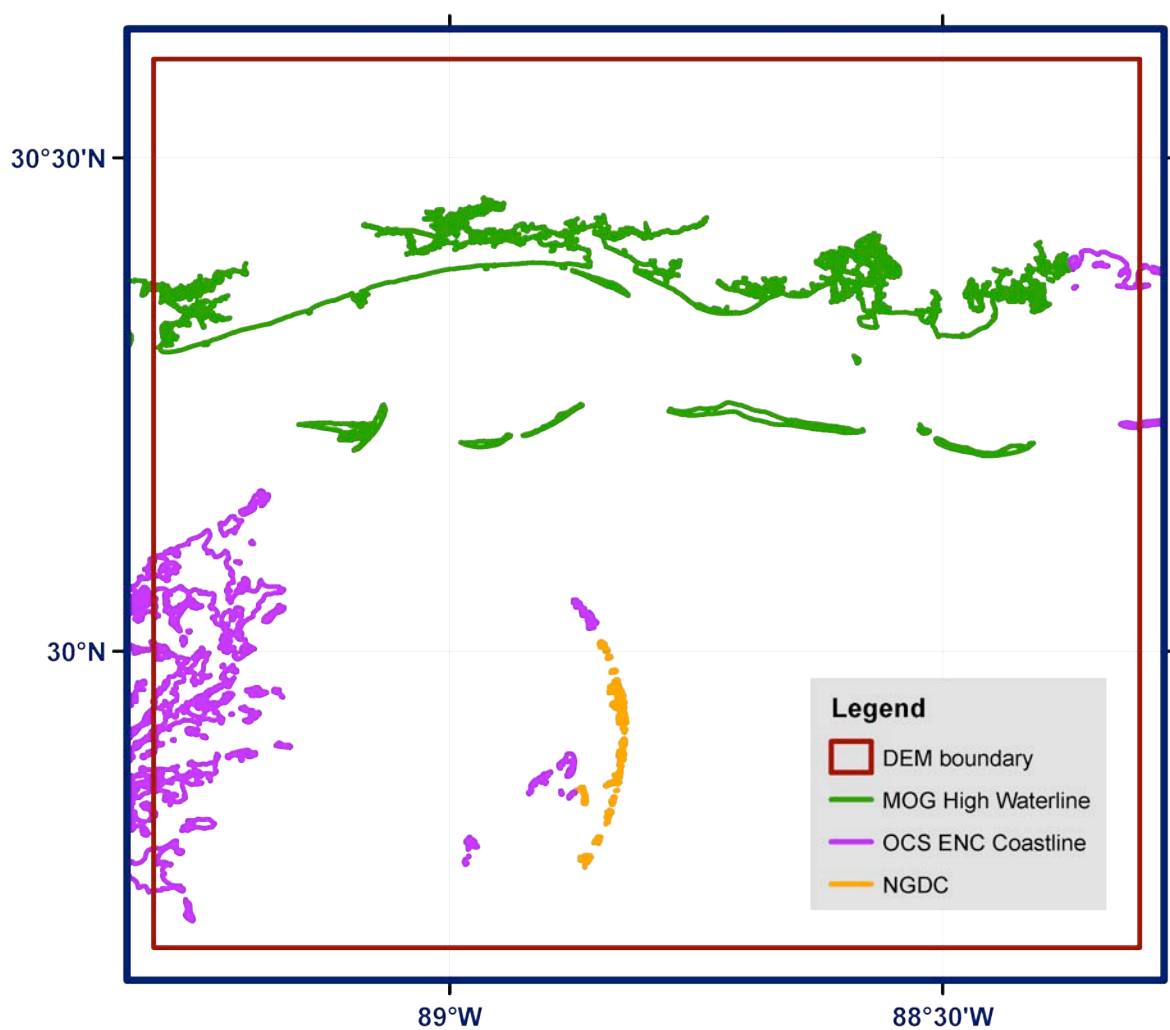 30°30'N
30°N
Legend
DEM boundary
MOG High Waterline
OCS ENC Coastline
NGDC
89°W
88°30'W